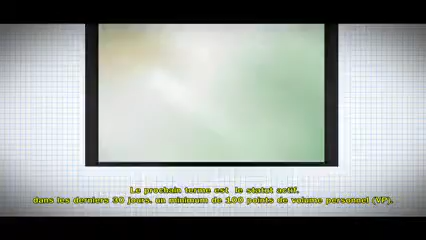 Le prochain terme est le statut actif.
dans les derniers 30 jours. un minimum de 100 points de volume personnel (VP).